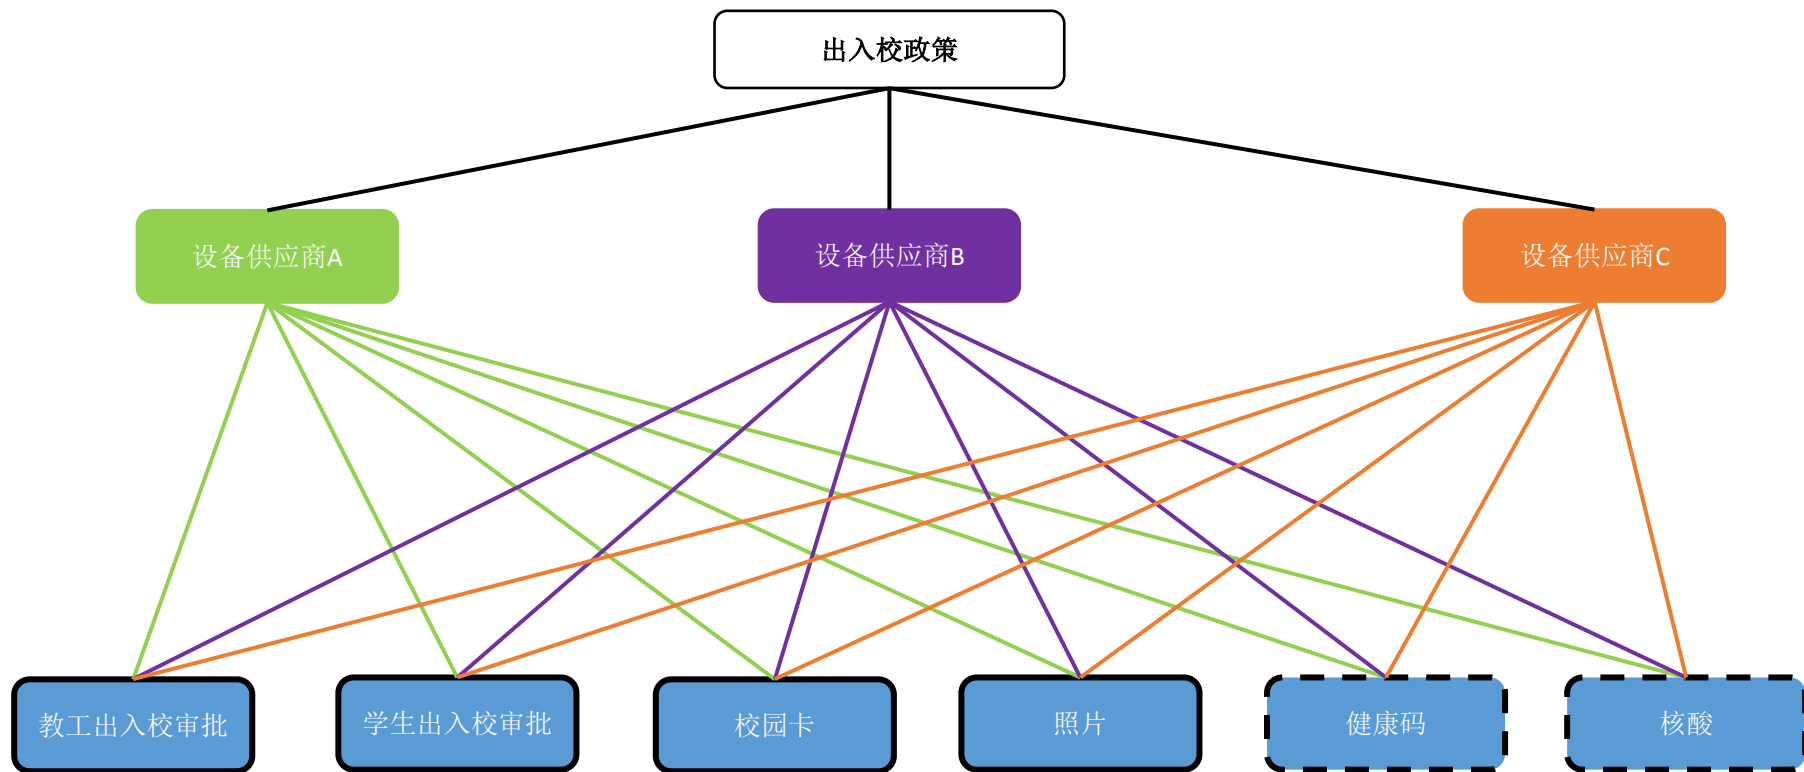 出入校政策
设备供应商A
设备供应商B
设备供应商C
教工出入校审批
学生出入校审批
校园卡
照片
健康码
核酸